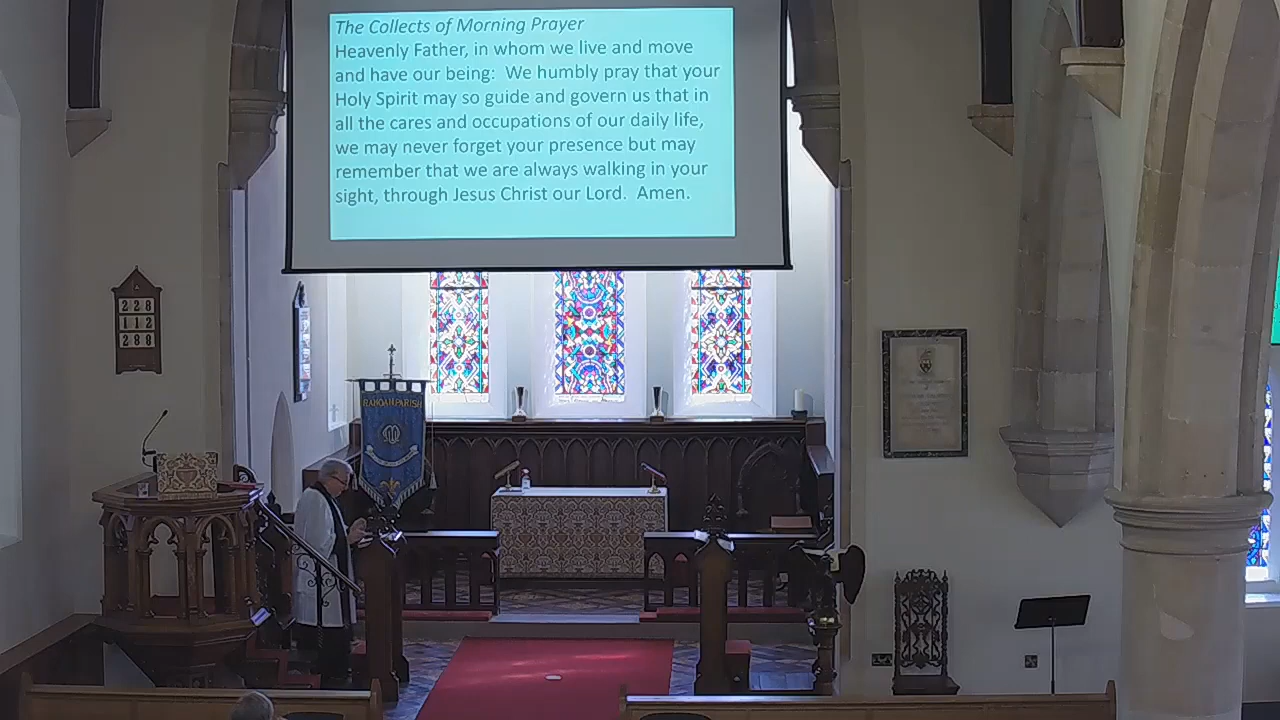 The Collects of Morning Prayer
Heavenly Father, in whom we live and move
and have our being:  We humbly pray that your
Holy Spirit may so guide and govern us that in
all the cares and occupations of our daily life,
we may never forget your presence but may
remember that we are always walking in your
sight, through Jesus Christ our Lord.  Amen.
228
112
288
RAHOAH PARISH